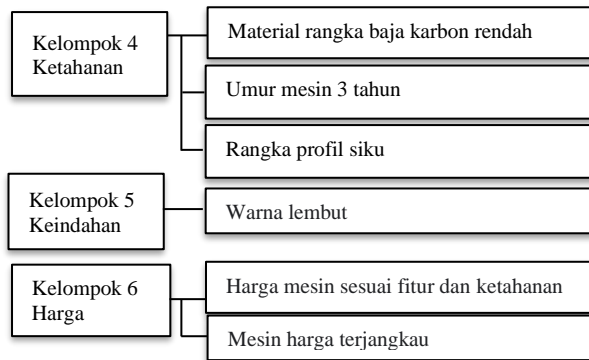 Kelompok 4
Ketahanan
Material rangka baja karbon rendah
Umur mesin 3 tahun
Rangka profil siku
Kelompok 5
Keindahan
Warna lembut
Kelompok 6
Harga
Harga mesin sesuai fitur dan ketahanan
Mesin harga terjangkau